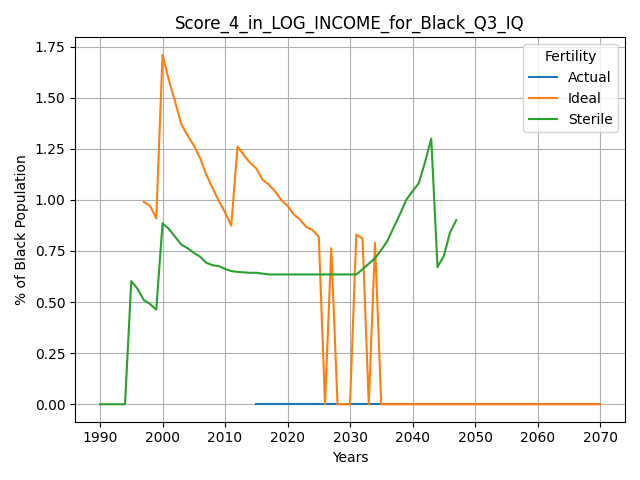 Score_4_in_LOG_INCOME_for_Black_Q3_IQ
Fertility
Actual
Ideal
Sterile
% of Black Population
1.75
1.50
1.25
1.00
0.75
0.50
0.25
0.00
1990 2000 2010 2020 2030 2040 2050 2060 2070
Years